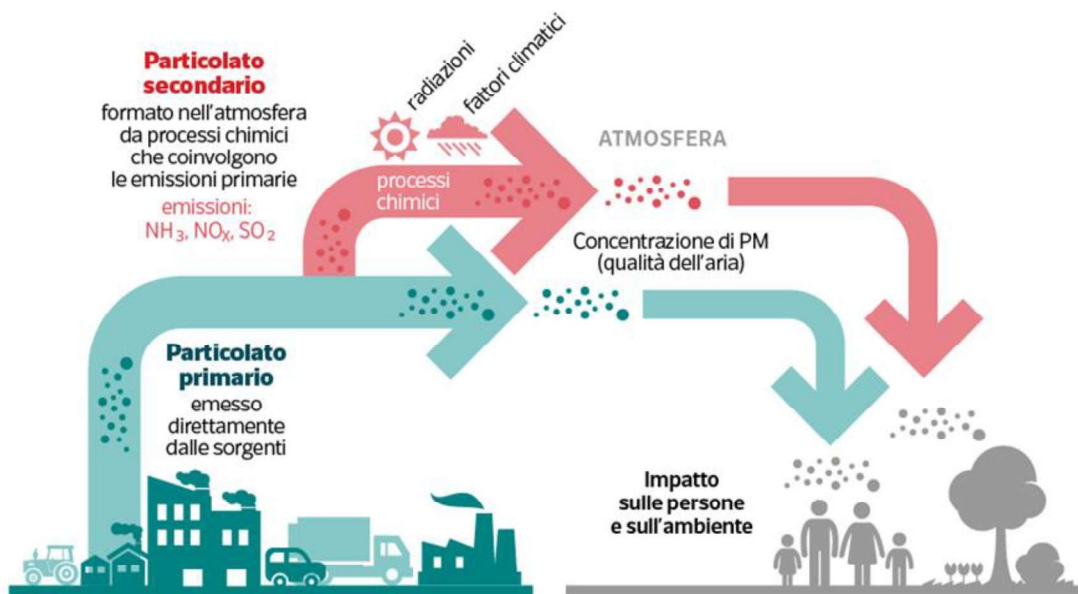 Particolato
secondario
formato nell'atmosfera
da processi chimici
che coinvolgono
le emissioni primarie
emissioni:
NH₃, NOₓ, SO₂
radiazioni
fattori climatici
processi
chimici
ATMOSFERA
Concentrazione di PM
(qualità dell'aria)
Particolato
primario
emesso
direttamente
dalle sorgenti
Impatto
sulle persone
e sull'ambiente